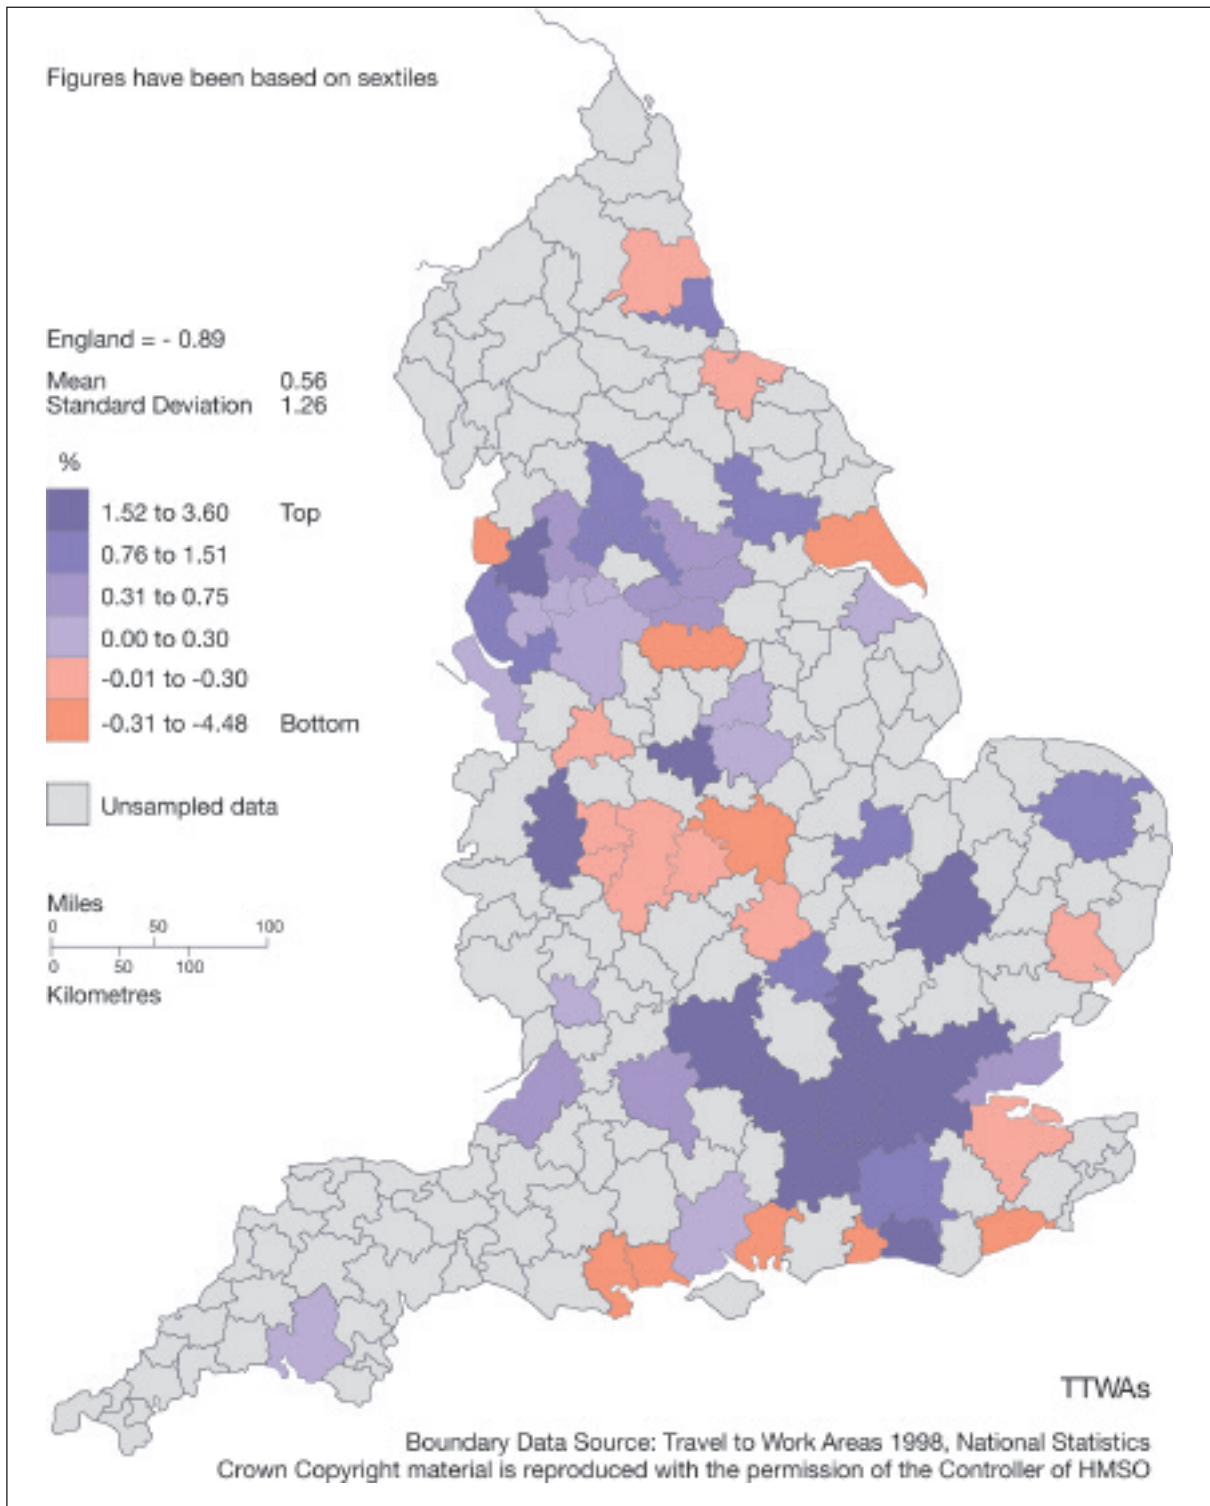 Figures have been based on sextiles
England = - 0.89
Mean 0.56
Standard Deviation 1.26
%
1.52 to 3.60 Top
0.76 to 1.51
0.31 to 0.75
0.00 to 0.30
-0.01 to -0.30
-0.31 to -4.48 Bottom
Unsampled data
Miles
0 50 100
0 50 100
Kilometres
TTWAs
Boundary Data Source: Travel to Work Areas 1998, National Statistics
Crown Copyright material is reproduced with the permission of the Controller of HMSO